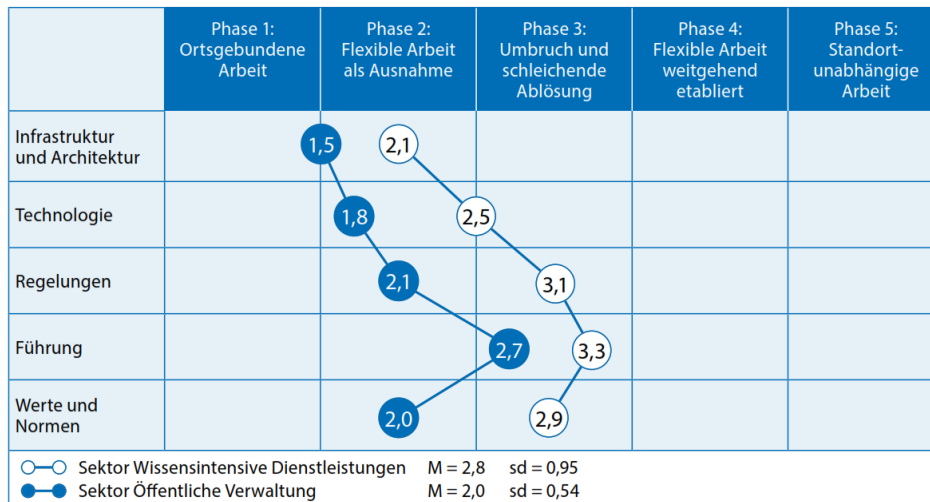 Phase 1:
Ortsgebundene
Arbeit
Phase 2:
Flexible Arbeit
als Ausnahme
Phase 3:
Umbruch und
schleichende
Ablösung
Phase 4:
Flexible Arbeit
weitgehend
etabliert
Phase 5:
Standort-
unabhängige
Arbeit
Infrastruktur
und Architektur
1,5
2,1
Technologie
1,8
2,5
Regelungen
2,1
3,1
Führung
2,7
3,3
Werte und
Normen
2,0
2,9
Sektor Wissensintensive Dienstleistungen M = 2,8 sd = 0,95
Sektor Öffentliche Verwaltung M = 2,0 sd = 0,54